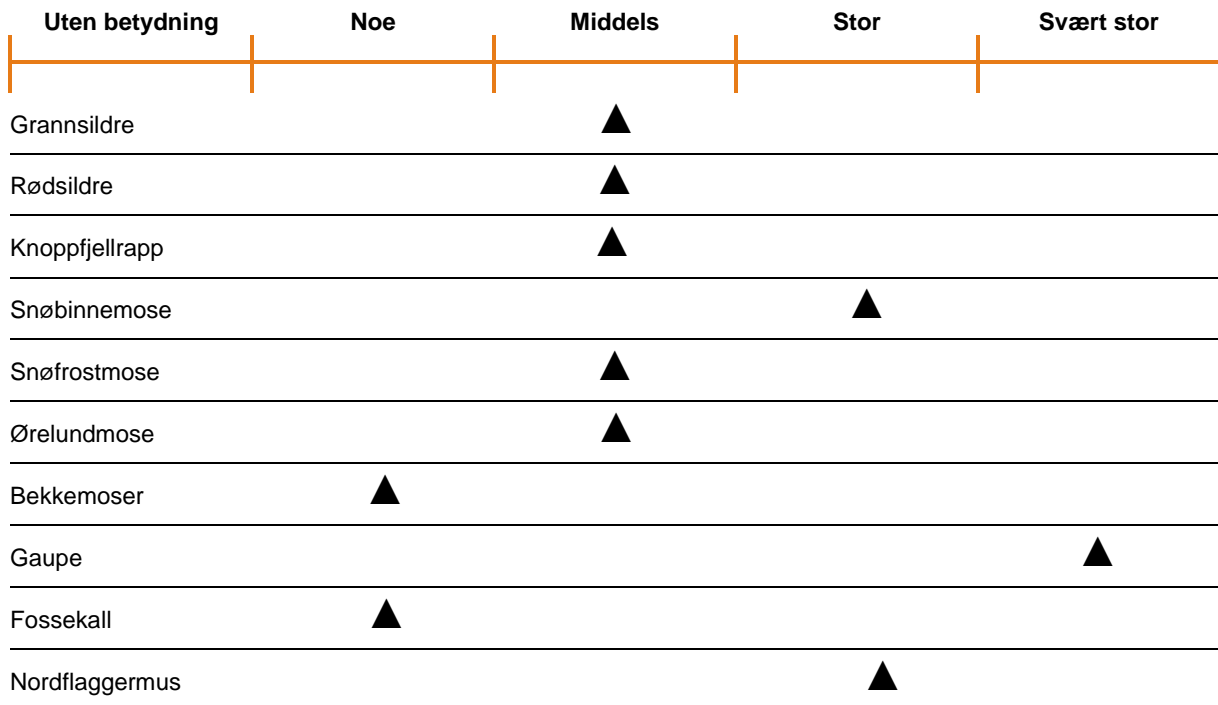 Uten betydning Noe Middels Stor Svært stor
Grannsildre
Rødsildre
Knoppfjellrapp
Snøbinnemose
Snøfrostmose
Ørelundmose
Bekkemoser
Gaupe
Fossekall
Nordflaggermus